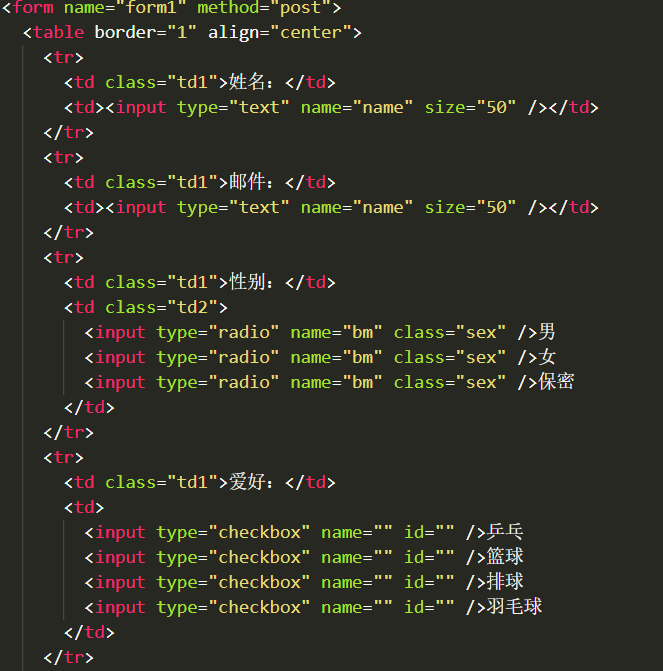 <form name="form1" method="post">
<table border="1" align="center">
<tr>
<td class="td1">姓名：</td>
<td><input type="text" name="name" size="50" /></td>
</tr>
<tr>
<td class="td1">邮件：</td>
<td><input type="text" name="name" size="50" /></td>
</tr>
<tr>
<td class="td1">性别：</td>
<td class="td2">
<input type="radio" name="bm" class="sex" />男
<input type="radio" name="bm" class="sex" />女
<input type="radio" name="bm" class="sex" />保密
</td>
</tr>
<tr>
<td class="td1">爱好：</td>
<td>
<input type="checkbox" name="" id="" />乒乓
<input type="checkbox" name="" id="" />篮球
<input type="checkbox" name="" id="" />排球
<input type="checkbox" name="" id="" />羽毛球
</td>
</tr>